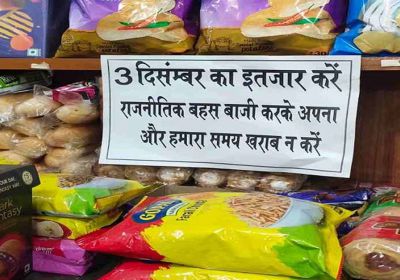 3 दिसंम्बर का इतजार करें
राजनीतिक बहस बाजी करके अपना
और हमारा समय खराब न करें